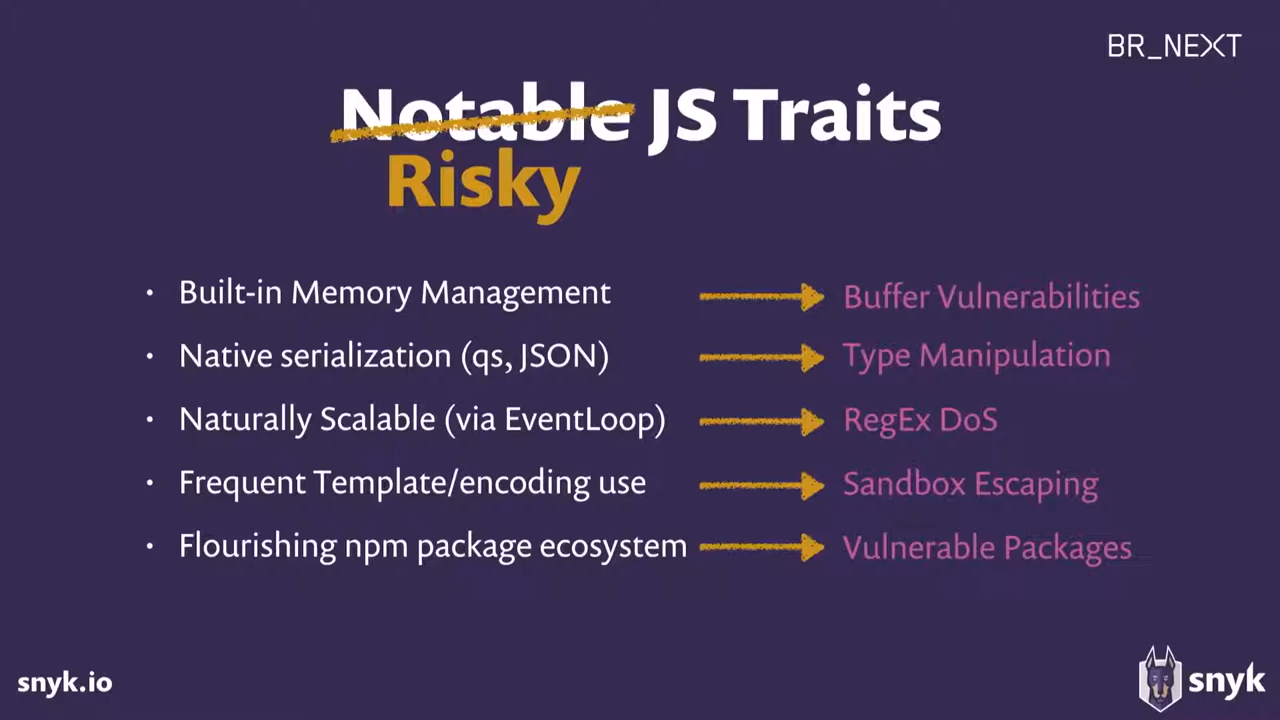 BR_NEXT
Notable JS Traits
Risky
• Built-in Memory Management Buffer Vulnerabilities
• Native serialization (qs, JSON) Type Manipulation
• Naturally Scalable (via EventLoop) RegEx DoS
• Frequent Template/encoding use Sandbox Escaping
• Flourishing npm package ecosystem Vulnerable Packages
snyk.io snyk